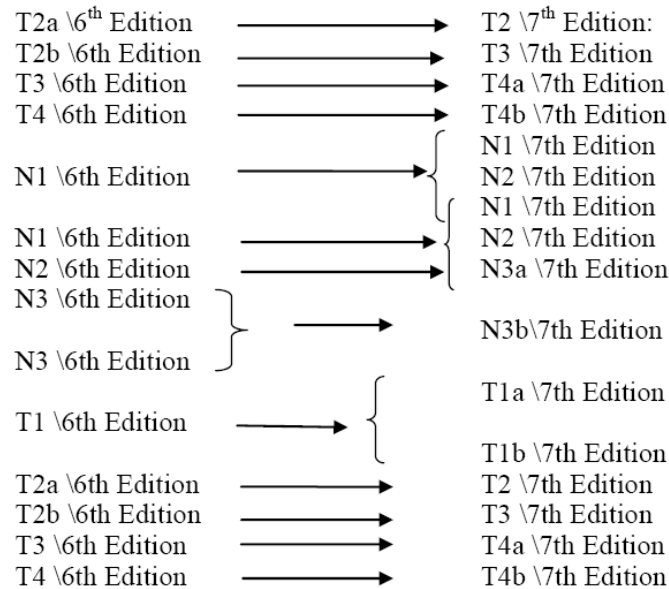 T2a \6th Edition T2 \7th Edition:
T2b \6th Edition T3 \7th Edition
T3 \6th Edition T4a \7th Edition
T4 \6th Edition T4b \7th Edition
N1 \7th Edition
N1 \6th Edition N2 \7th Edition
N1 \7th Edition
N1 \6th Edition N2 \7th Edition
N2 \6th Edition N3a \7th Edition
N3 \6th Edition
N3b\7th Edition
N3 \6th Edition
T1a \7th Edition
T1 \6th Edition
T1b \7th Edition
T2a \6th Edition T2 \7th Edition
T2b \6th Edition T3 \7th Edition
T3 \6th Edition T4a \7th Edition
T4 \6th Edition T4b \7th Edition